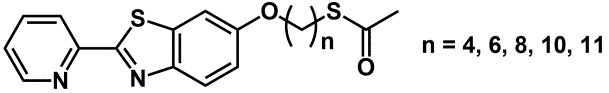 S O ( )n S
n = 4, 6, 8, 10, 11
N N O